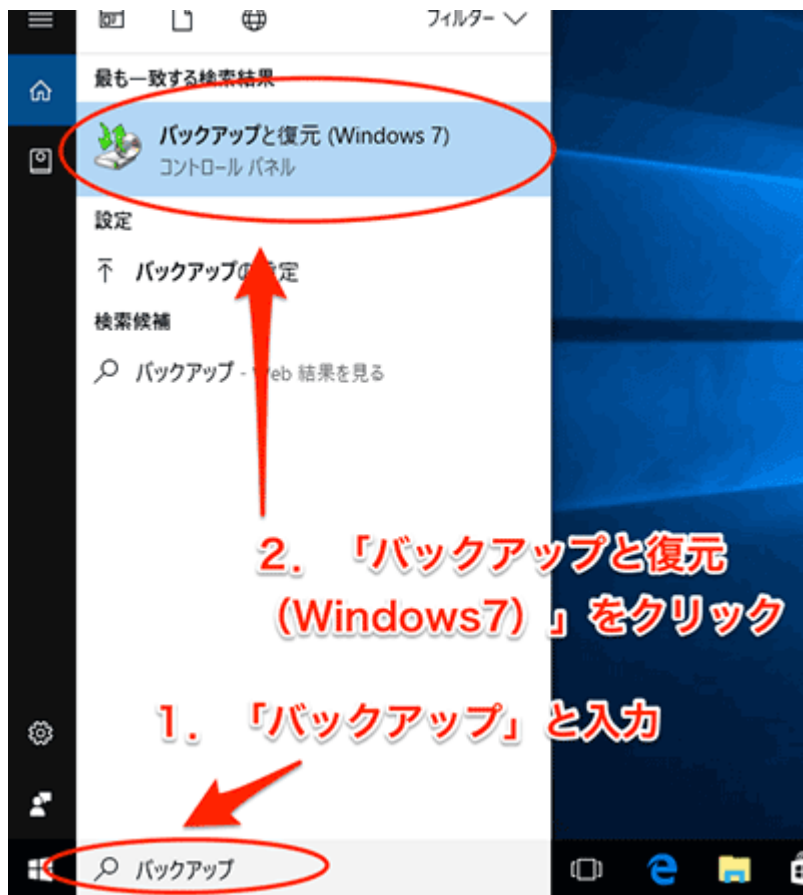 フィルター
最も一致する検索結果
バックアップと復元 (Windows 7)
コントロール パネル
設定
バックアップの設定
検索候補
バックアップ - Web 結果を見る
2. 「バックアップと復元
(Windows7)」をクリック
1. 「バックアップ」と入力
バックアップ